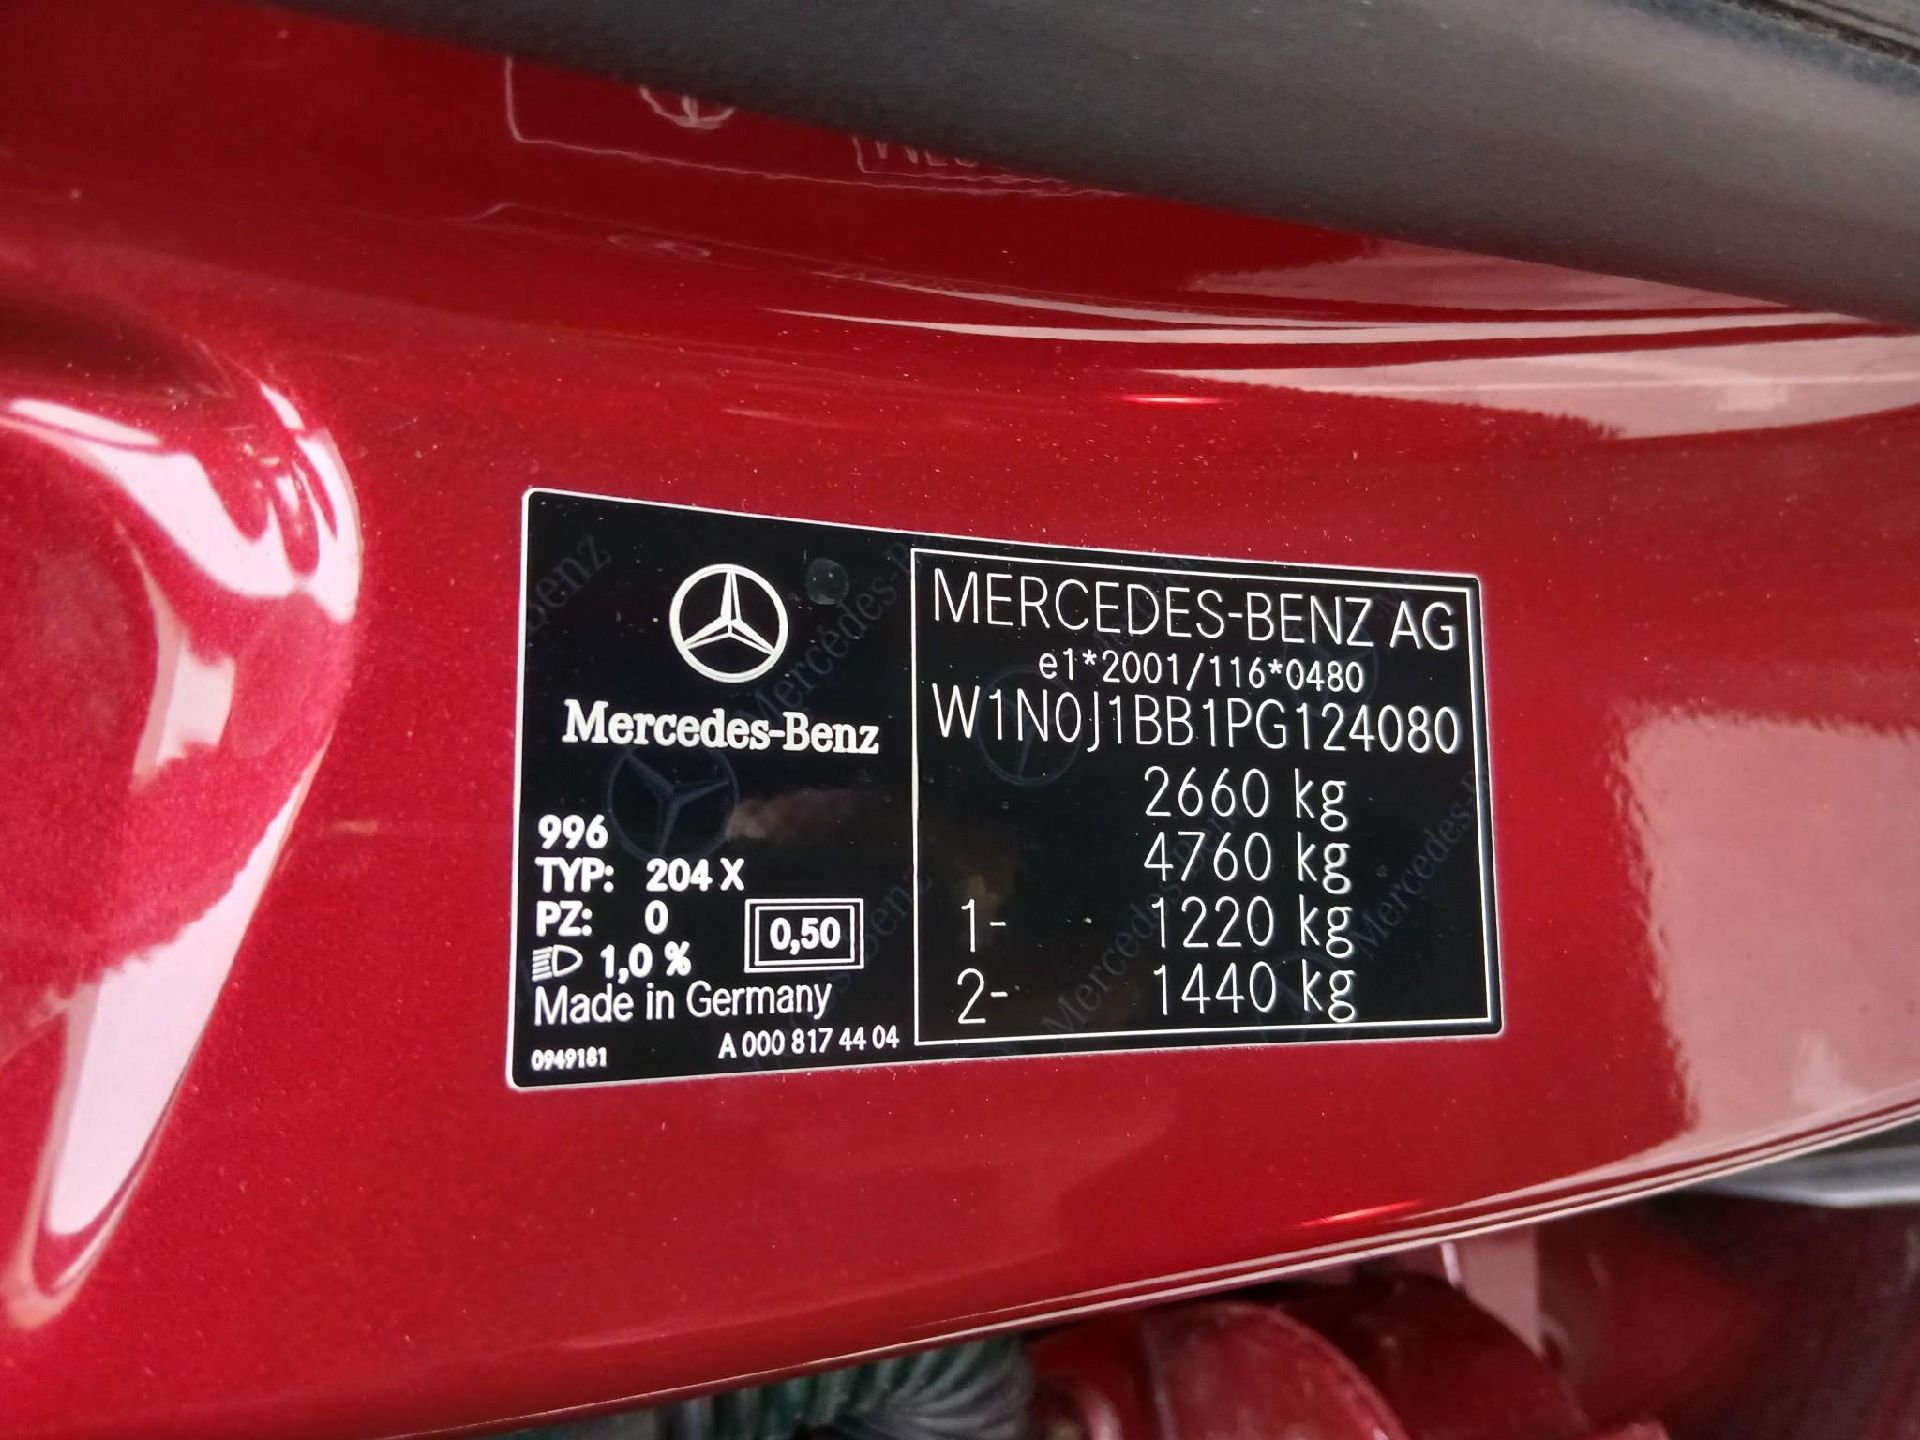 Mercedes-Benz
996
TYP: 204 X
PZ: 0
1,0 %
0,50
Made in Germany
0949181
A 000 817 44 04
MERCEDES-BENZ AG
e1*2001/116*0480
W1N0J1BB1PG124080
2660 kg
4760 kg
1- 1220 kg
2- 1440 kg